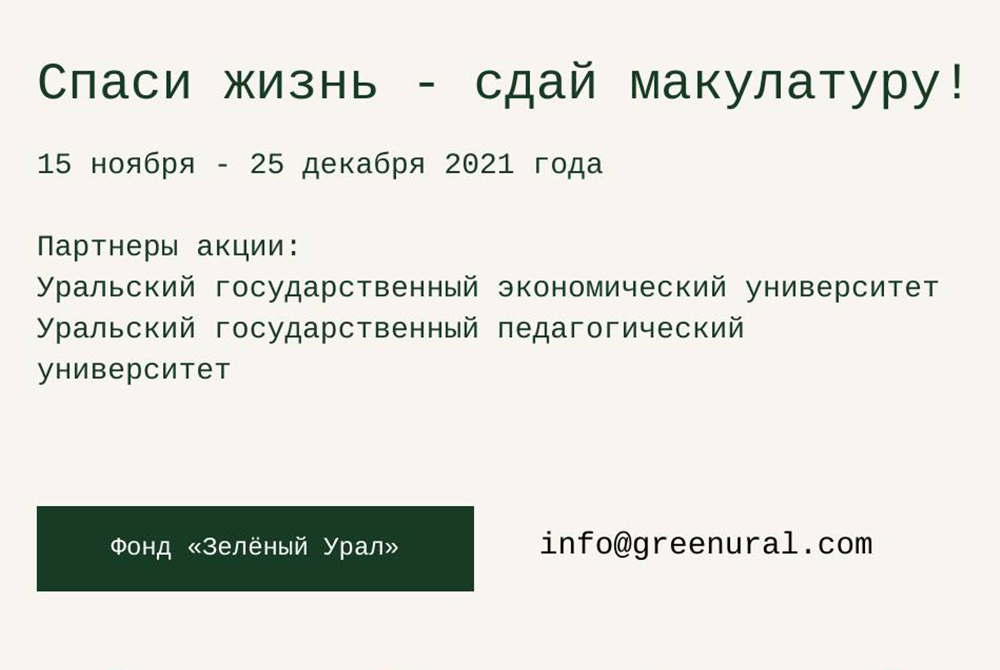 Спаси жизнь - сдай макулатуру!
15 ноября - 25 декабря 2021 года
Партнеры акции:
Уральский государственный экономический университет
Уральский государственный педагогический
университет
Фонд «Зелёный Урал»
info@greenural.com